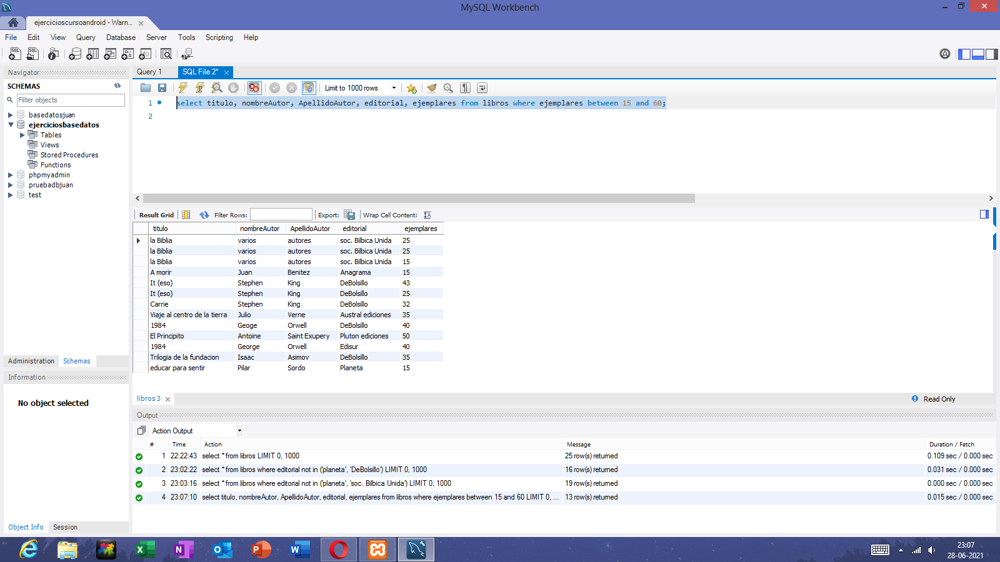 MySQL Workbench
ejercicioscursoandroid - Warn...
File Edit View Query Database Server Tools Scripting Help
Navigator
SCHEMAS
Filter objects
basedatosjuan
ejerciciosbasedatos
Tables
Views
Stored Procedures
Functions
phpmyadmin
pruebadbjuan
test
Administration Schemas
Information
No object selected
Object Info Session
Query 1 SQL File 2*
Limit to 1000 rows
1 select titulo, nombreAutor, ApellidoAutor, editorial, ejemplares from libros where ejemplares between 15 and 60;
2
Result Grid Filter Rows: Export: Wrap Cell Content:
titulo nombreAutor ApellidoAutor editorial ejemplares
la Biblia varios autores soc. Bilbica Unida 25
la Biblia varios autores soc. Bilbica Unida 25
la Biblia varios autores soc. Bilbica Unida 15
A morir Juan Benitez Anagrama 15
It (eso) Stephen King DeBolsillo 43
It (eso) Stephen King DeBolsillo 25
Carrie Stephen King DeBolsillo 32
Viaje al centro de la tierra Julio Verne Austral ediciones 35
1984 Geoge Orwell DeBolsillo 40
El Principito Antoine Saint Exupery Pluton ediciones 50
1984 George Orwell Edisur 40
Trilogia de la fundacion Isaac Asimov DeBolsillo 35
educar para sentir Pilar Sordo Planeta 15
libros 3 Read Only
Output
Action Output
# Time Action Message Duration / Fetch
1 22:22:43 select * from libros LIMIT 0, 1000 25 row(s) returned 0.109 sec / 0.000 sec
2 23:02:22 select * from libros where editorial not in ('planeta', 'DeBolsillo') LIMIT 0, 1000 16 row(s) returned 0.031 sec / 0.000 sec
3 23:03:16 select * from libros where editorial not in ('planeta', 'soc. Bilbica Unida') LIMIT 0, 1000 19 row(s) returned 0.000 sec / 0.000 sec
4 23:07:10 select titulo, nombreAutor, ApellidoAutor, editorial, ejemplares from libros where ejemplares between 15 and 60 LIMIT 0, ... 13 row(s) returned 0.015 sec / 0.000 sec
23:07
28-06-2021